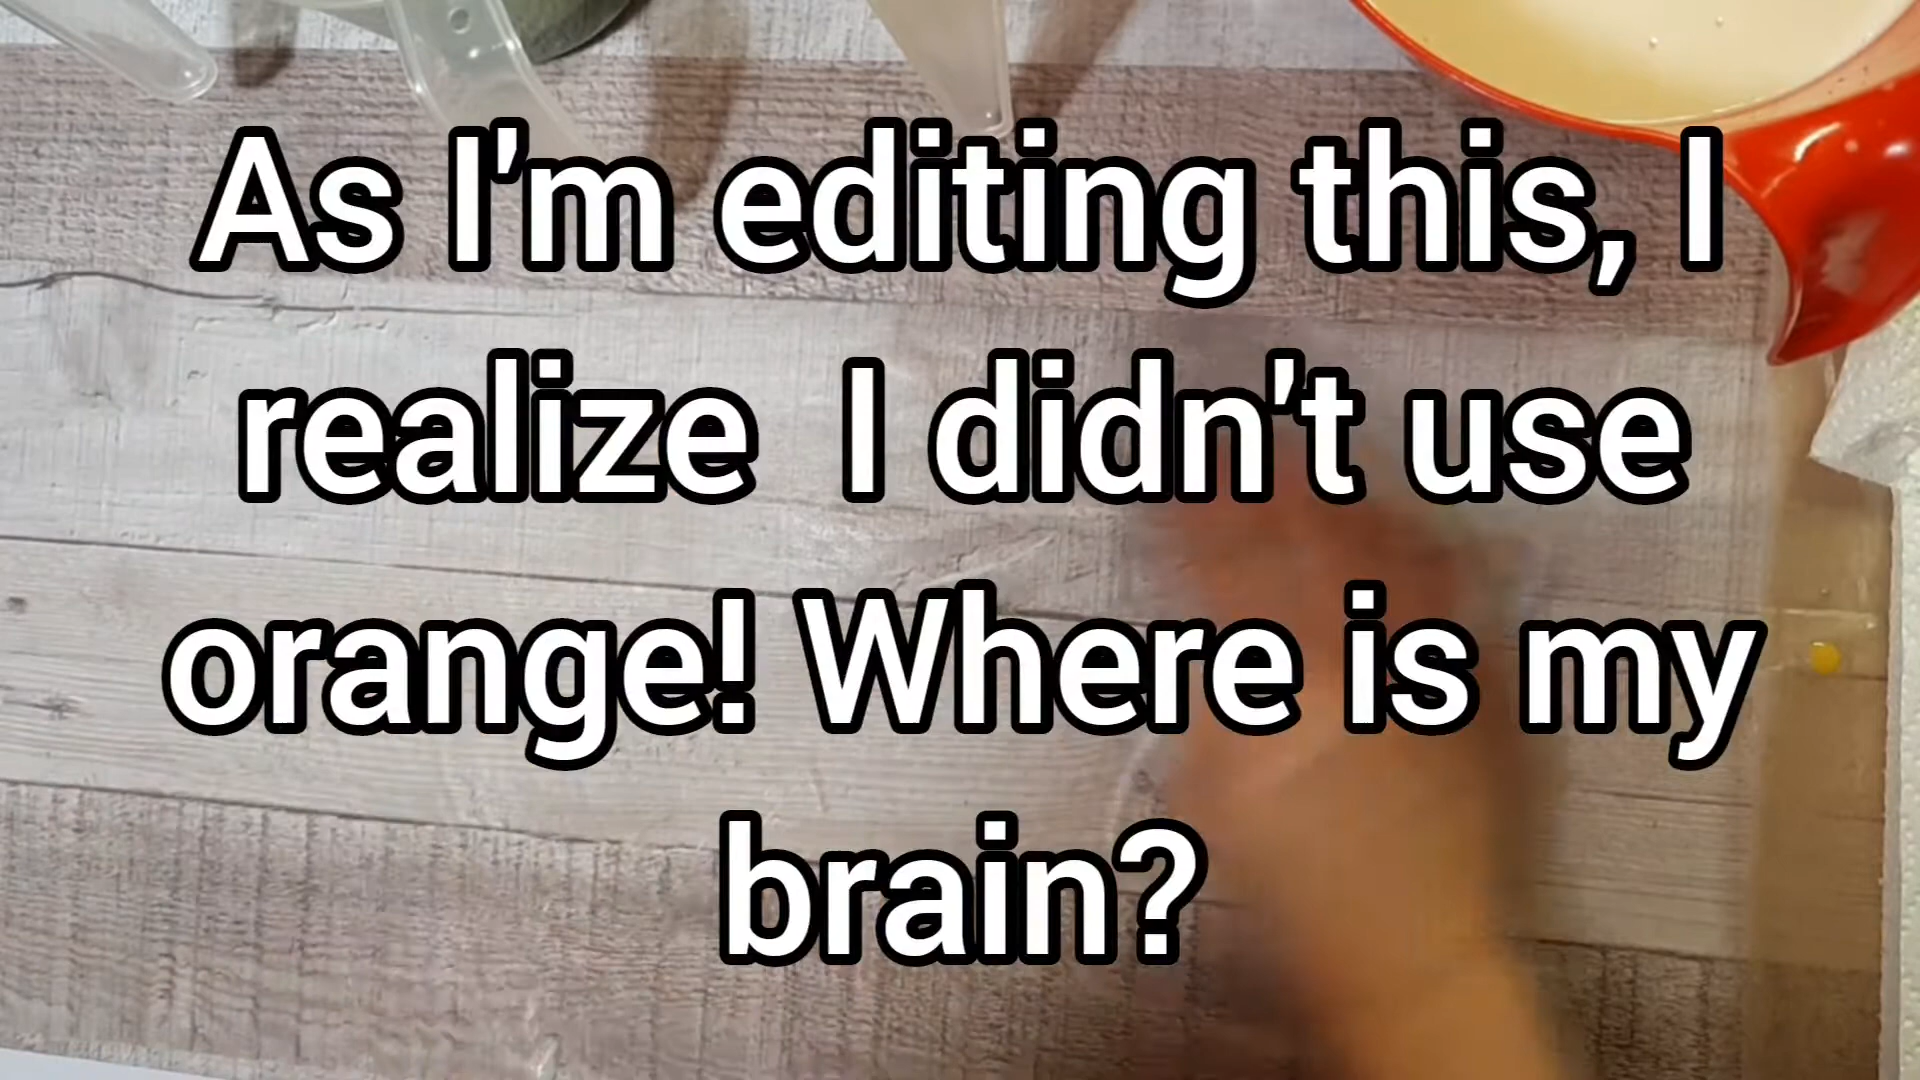 As I'm editing this, I
realize  I didn't use
orange! Where is my
brain?